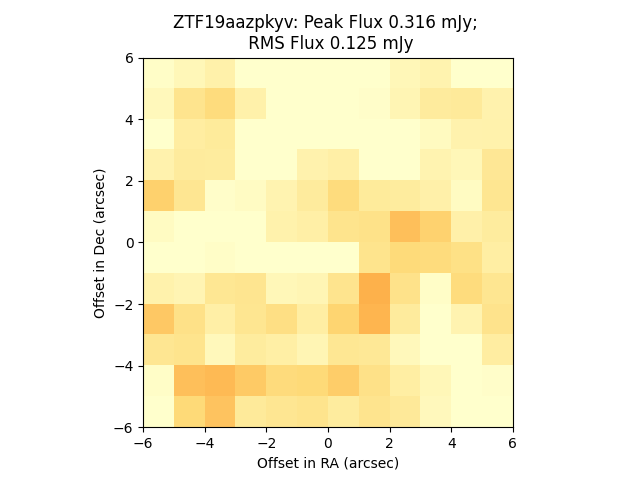 ZTF19aazpkyv: Peak Flux 0.316 mJy;
RMS Flux 0.125 mJy
6
4
2
0
−2
−4
−6
Offset in Dec (arcsec)
−6 −4 −2 0 2 4 6
Offset in RA (arcsec)